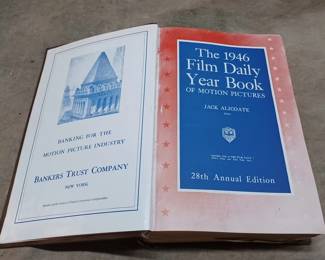 BANKING FOR THE
MOTION PICTURE INDUSTRY
BANKERS TRUST COMPANY
NEW YORK
The 1946
Film Daily
Year Book
OF MOTION PICTURES
JACK ALICOATE
28th Annual Edition